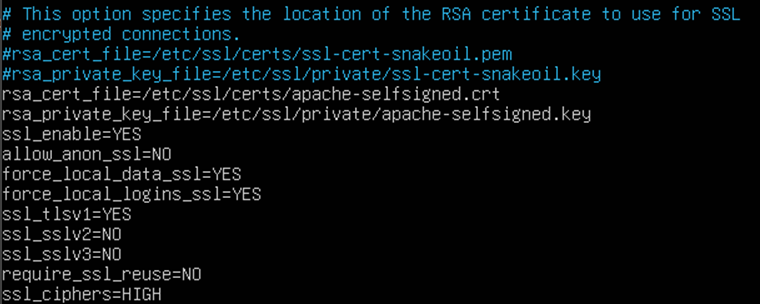 # This option specifies the location of the RSA certificate to use for SSL
# encrypted connections.
#rsa_cert_file=/etc/ssl/certs/ssl-cert-snakeoil.pem
#rsa_private_key_file=/etc/ssl/private/ssl-cert-snakeoil.key
rsa_cert_file=/etc/ssl/certs/apache-selfsigned.crt
rsa_private_key_file=/etc/ssl/private/apache-selfsigned.key
ssl_enable=YES
allow_anon_ssl=NO
force_local_data_ssl=YES
force_local_logins_ssl=YES
ssl_tlsv1=YES
ssl_sslv2=NO
ssl_sslv3=NO
require_ssl_reuse=NO
ssl_ciphers=HIGH